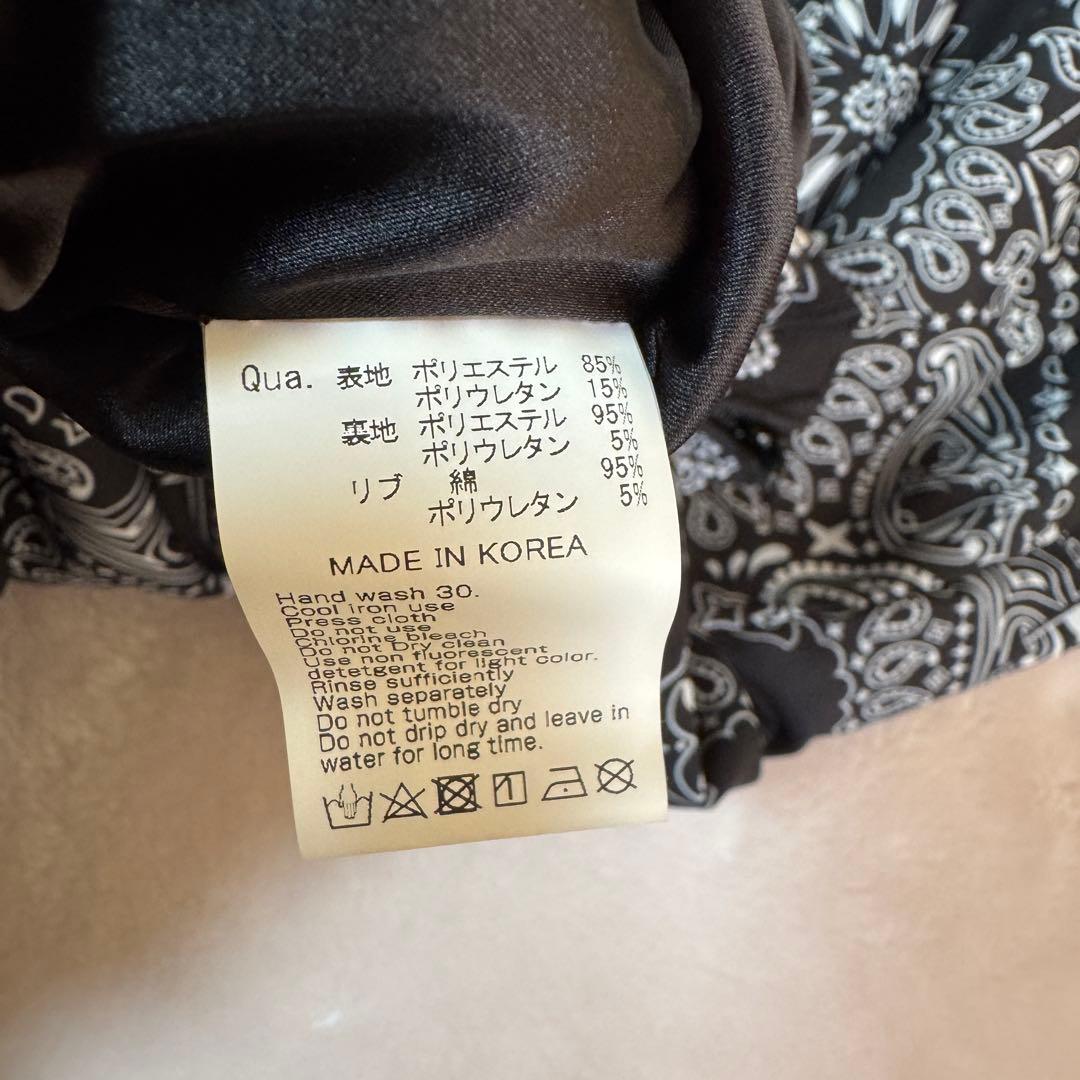 Qua. 表地 ポリエステル 85%
ポリウレタン 15%
裏地 ポリエステル 95%
ポリウレタン 5%
リブ 綿 95%
ポリウレタン 5%
MADE IN KOREA
Hand wash 30.
Cool iron use
Press cloth
Do not use
Chlorine bleach
Do not Dry clean
Use non fluorescent
detetgent for light color.
Rinse sufficiently
Wash separately
Do not tumble dry
Do not drip dry and leave in
water for long time.